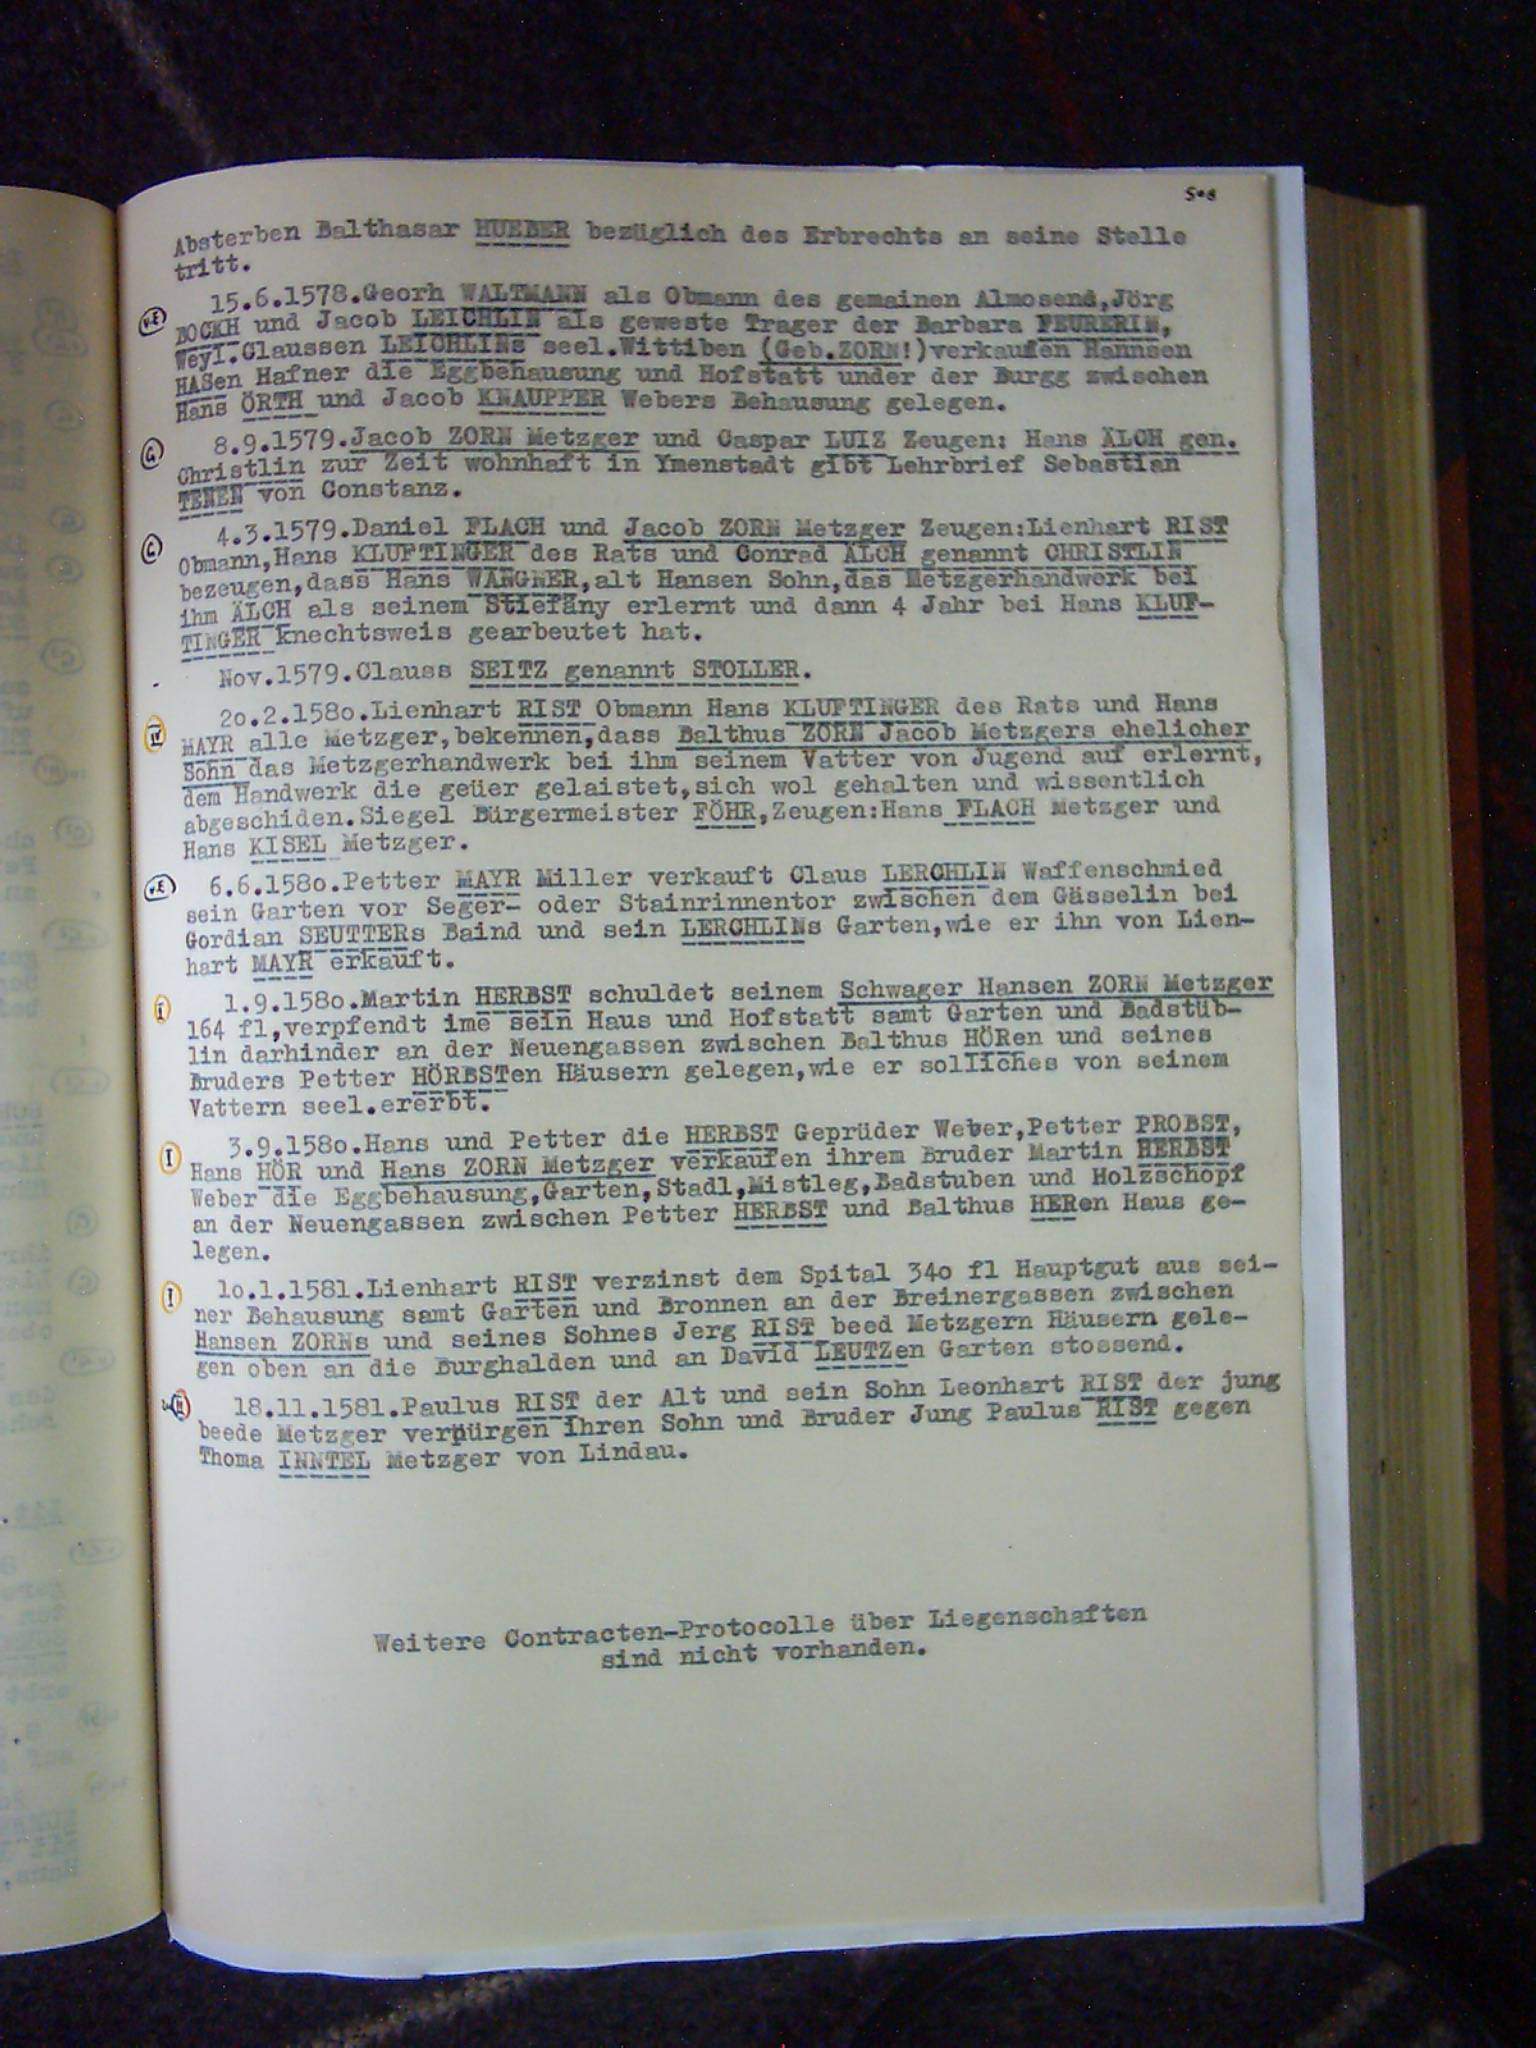 508
Absterben Balthasar HUEBER bezüglich des Erbrechts an seine Stelle
tritt.
V.E 15.6.1578.Georh WALTMANN als Obmann des gemainen Almosens,Jörg
BOCKH und Jacob LEICHLIN als geweste Trager der Barbara FEURERIN,
Weyl.Claussen LEICHLINs seel.Wittiben (Geb.ZORN!)verkaufen Hannsen
HASen Hafner die Eggbehausung und Hofstatt under der Burgg zwischen
Hans ÖRTH und Jacob KNAUPPER Webers Behausung gelegen.
G 8.9.1579.Jacob ZORN Metzger und Caspar LUIZ Zeugen: Hans ÄLCH gen.
Christlin zur Zeit wohnhaft in Ymenstadt gibt Lehrbrief Sebastian
TENEN von Constanz.
G 4.3.1579.Daniel FLACH und Jacob ZORN Metzger Zeugen:Lienhart RIST
Obmann,Hans KLUFTINGER des Rats und Conrad ÄLCH genannt CHRISTLIN
bezeugen,dass Hans WANGNER,alt Hansen Sohn,das Metzgerhandwerk bei
ihm ÄLCH als seinem Stiefäny erlernt und dann 4 Jahr bei Hans KLUF-
TINGER knechtsweis gearbeutet hat.
Nov.1579.Clauss SEITZ genannt STOLLER.
IV 20.2.1580.Lienhart RIST Obmann Hans KLUFTINGER des Rats und Hans
MAYR alle Metzger,bekennen,dass Balthus ZORN Jacob Metzgers ehelicher
Sohn das Metzgerhandwerk bei ihm seinem Vatter von Jugend auf erlernt,
dem Handwerk die geüer gelaistet,sich wol gehalten und wissentlich
abgeschiden.Siegel Bürgermeister FÖHR,Zeugen:Hans FLACH Metzger und
Hans KISEL Metzger.
V.E 6.6.1580.Petter MAYR Miller verkauft Claus LERCHLIN Waffenschmied
sein Garten vor Seger- oder Stainrinnentor zwischen dem Gässelin bei
Gordian SEUTTERs Baind und sein LERCHLINs Garten,wie er ihn von Lien-
hart MAYR erkauft.
I 1.9.1580.Martin HERBST schuldet seinem Schwager Hansen ZORN Metzger
164 fl,verpfendt ime sein Haus und Hofstatt samt Garten und Badstüb-
lin darhinder an der Neuengassen zwischen Balthus HÖRen und seines
Bruders Petter HÖRBSTen Häusern gelegen,wie er solliches von seinem
Vattern seel.ererbt.
I 3.9.1580.Hans und Petter die HERBST Geprüder Weber,Petter PROBST,
Hans HÖR und Hans ZORN Metzger verkaufen ihrem Bruder Martin HERBST
Weber die Eggbehausung,Garten,Stadl,Mistleg,Badstuben und Holzschopf
an der Neuengassen zwischen Petter HERBST und Balthus HERen Haus ge-
legen.
I 10.1.1581.Lienhart RIST verzinst dem Spital 340 fl Hauptgut aus sei-
ner Behausung samt Garten und Bronnen an der Breinergassen zwischen
Hansen ZORNs und seines Sohnes Jerg RIST beed Metzgern Häusern gele-
gen oben an die Burghalden und an David LEUTZen Garten stossend.
18.11.1581.Paulus RIST der Alt und sein Sohn Leonhart RIST der jung
beede Metzger verpürgen ihren Sohn und Bruder Jung Paulus RIST gegen
Thoma INNTEL Metzger von Lindau.
Weitere Contracten-Protocolle über Liegenschaften
sind nicht vorhanden.